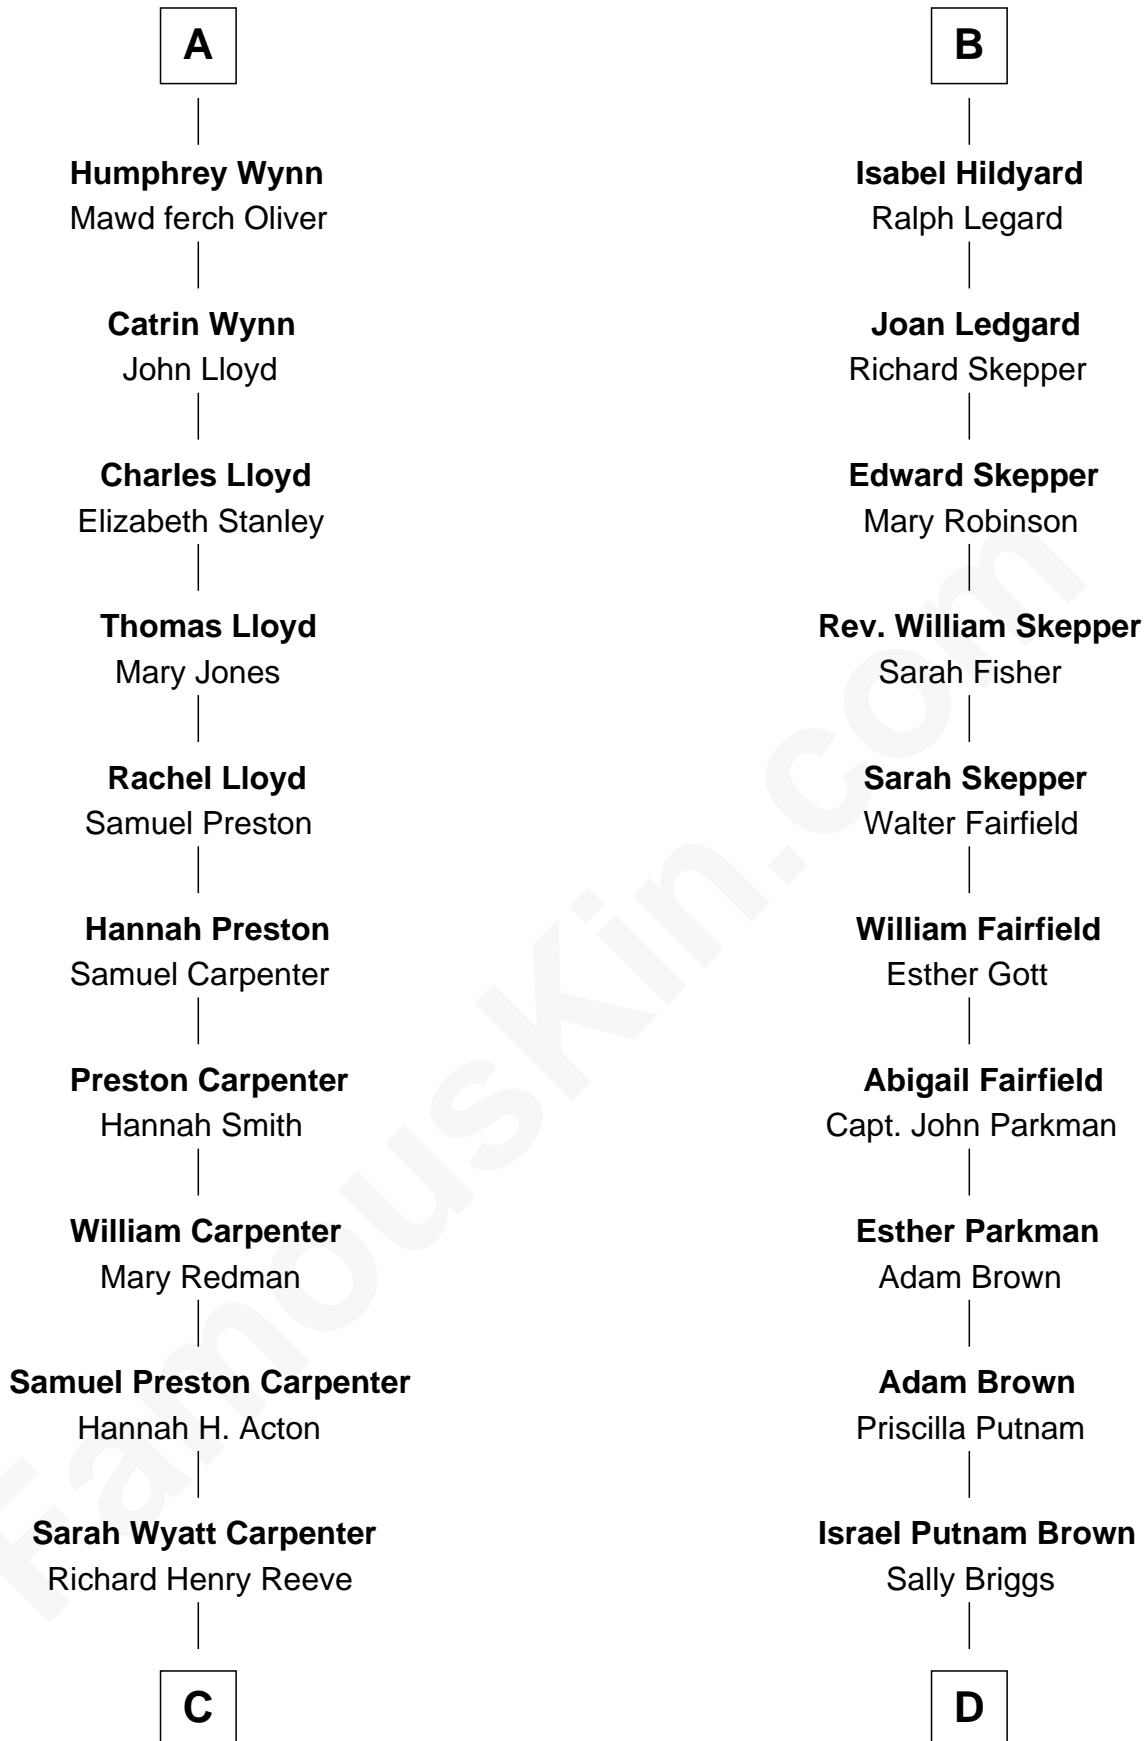 A
Humphrey Wynn
Mawd ferch Oliver
Catrin Wynn
John Lloyd
Charles Lloyd
Elizabeth Stanley
Thomas Lloyd
Mary Jones
Rachel Lloyd
Samuel Preston
Hannah Preston
Samuel Carpenter
Preston Carpenter
Hannah Smith
William Carpenter
Mary Redman
Samuel Preston Carpenter
Hannah H. Acton
Sarah Wyatt Carpenter
Richard Henry Reeve
C
B
Isabel Hildyard
Ralph Legard
Joan Ledgard
Richard Skepper
Edward Skepper
Mary Robinson
Rev. William Skepper
Sarah Fisher
Sarah Skepper
Walter Fairfield
William Fairfield
Esther Gott
Abigail Fairfield
Capt. John Parkman
Esther Parkman
Adam Brown
Adam Brown
Priscilla Putnam
Israel Putnam Brown
Sally Briggs
D
FamousKin.com